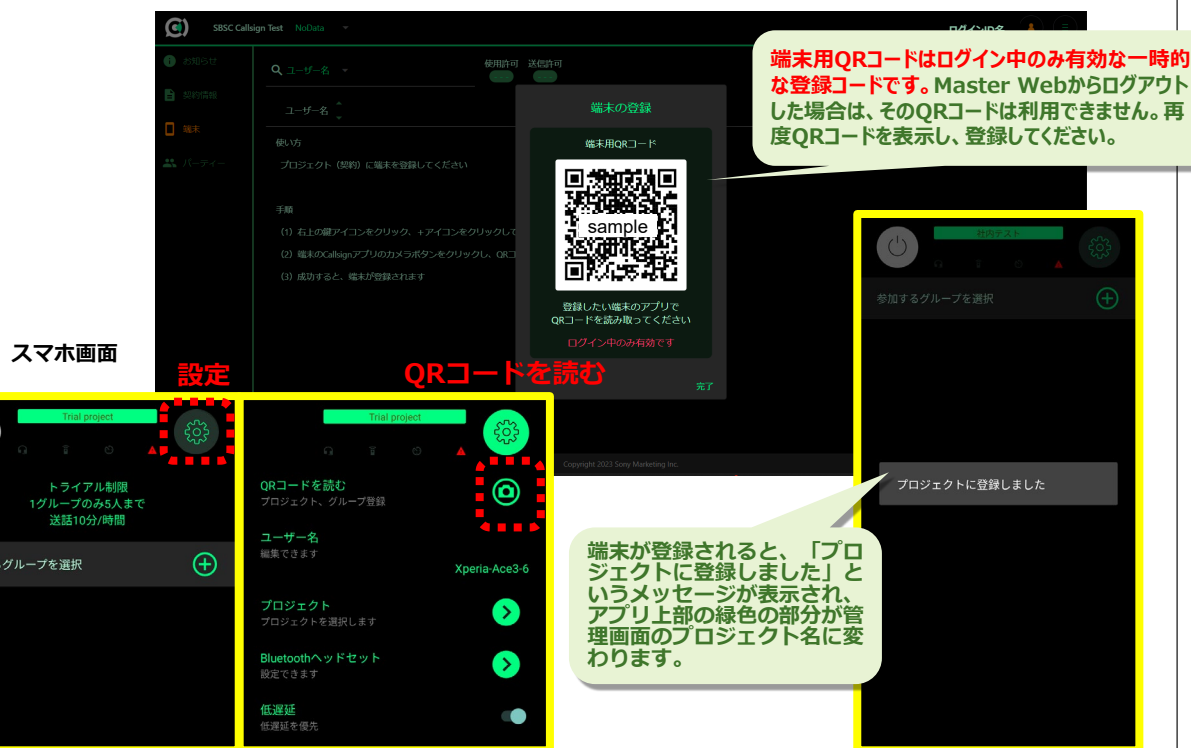 SBSC Callsign Test NoData
ログインID名
お知らせ
契約情報
端末
パーティー
ユーザー名
使用許可 送信許可
ユーザー名
使い方
プロジェクト（契約）に端末を登録してください
手順
(1) 右上の鍵アイコンをクリック、+アイコンをクリックして
(2) 端末のCallsignアプリのカメラボタンをクリックし、QRコ
(3) 成功すると、端末が登録されます
端末の登録
端末用QRコード
sample
登録したい端末のアプリで
QRコードを読み取ってください
ログイン中のみ有効です
完了
Copyright 2023 Sony Marketing Inc.
端末用QRコードはログイン中のみ有効な一時的
な登録コードです。Master Webからログアウト
した場合は、そのQRコードは利用できません。再
度QRコードを表示し、登録してください。
スマホ画面
設定
QRコードを読む
Trial project
トライアル制限
1グループのみ5人まで
送話10分/時間
グループを選択
Trial project
QRコードを読む
プロジェクト、グループ登録
ユーザー名
編集できます
Xperia-Ace3-6
プロジェクト
プロジェクトを選択します
Bluetoothヘッドセット
設定できます
低遅延
低遅延を優先
端末が登録されると、「プロ
ジェクトに登録しました」と
いうメッセージが表示され、
アプリ上部の緑色の部分が管
理画面のプロジェクト名に変
わります。
社内テスト
参加するグループを選択
プロジェクトに登録しました